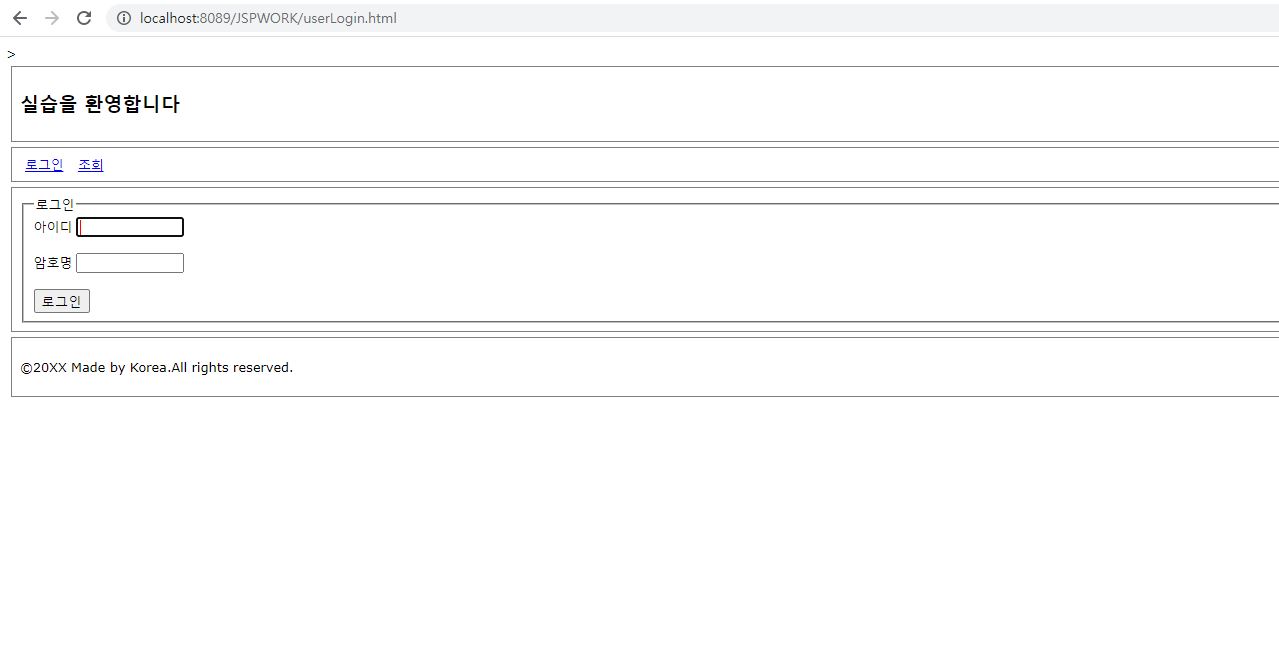 localhost:8089/JSPWORK/userLogin.html
>
실습을 환영합니다
로그인 조회
로그인
아이디
암호명
로그인
©20XX Made by Korea.All rights reserved.